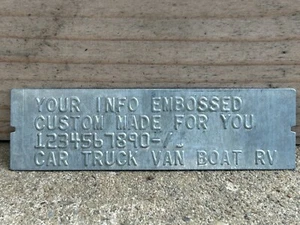 YOUR INFO EMBOSSED
CUSTOM MADE FOR YOU
1234567890-/.
CAR TRUCK VAN BOAT RV